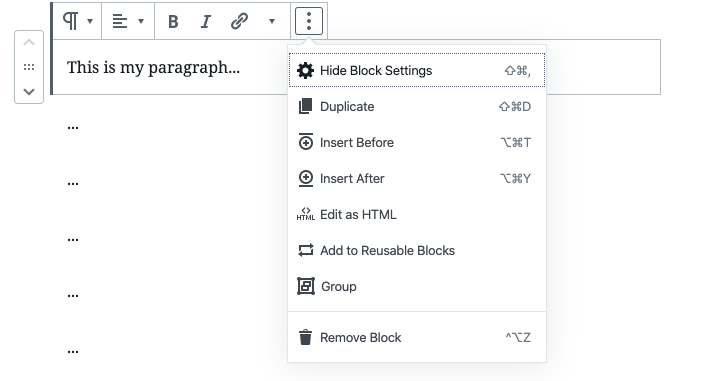 B I
This is my paragraph...
Hide Block Settings ⇧⌘,
Duplicate ⇧⌘D
Insert Before ⌥⌘T
Insert After ⌥⌘Y
HTML Edit as HTML
Add to Reusable Blocks
Group
Remove Block ^⌥Z
...
...
...
...
...